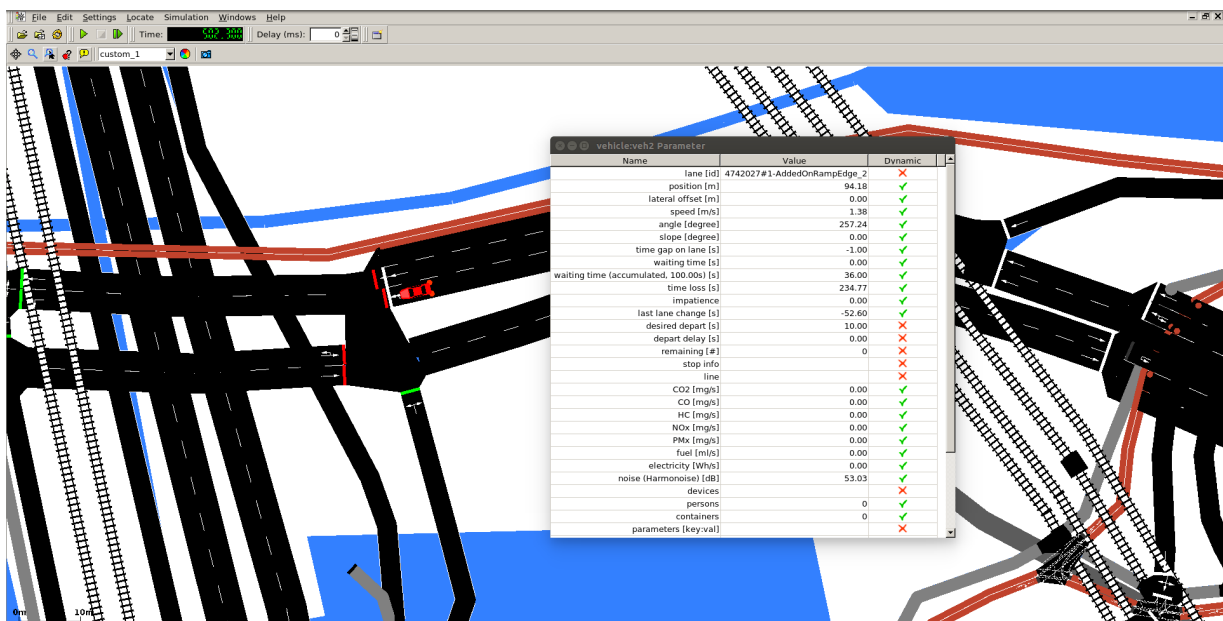 File Edit Settings Locate Simulation Windows Help
Time: 502.300 Delay (ms): 0
custom_1
vehicle:veh2 Parameter
Name Value Dynamic
lane [id] 4742027#1-AddedOnRampEdge_2
position [m] 94.18
lateral offset [m] 0.00
speed [m/s] 1.38
angle [degree] 257.24
slope [degree] 0.00
time gap on lane [s] -1.00
waiting time [s] 0.00
waiting time (accumulated, 100.00s) [s] 36.00
time loss [s] 234.77
impatience 0.00
last lane change [s] -52.60
desired depart [s] 10.00
depart delay [s] 0.00
remaining [#] 0
stop info
line
CO2 [mg/s] 0.00
CO [mg/s] 0.00
HC [mg/s] 0.00
NOx [mg/s] 0.00
PMx [mg/s] 0.00
fuel [ml/s] 0.00
electricity [Wh/s] 0.00
noise (Harmonoise) [dB] 53.03
devices
persons 0
containers 0
parameters [key:val]
0m 10m